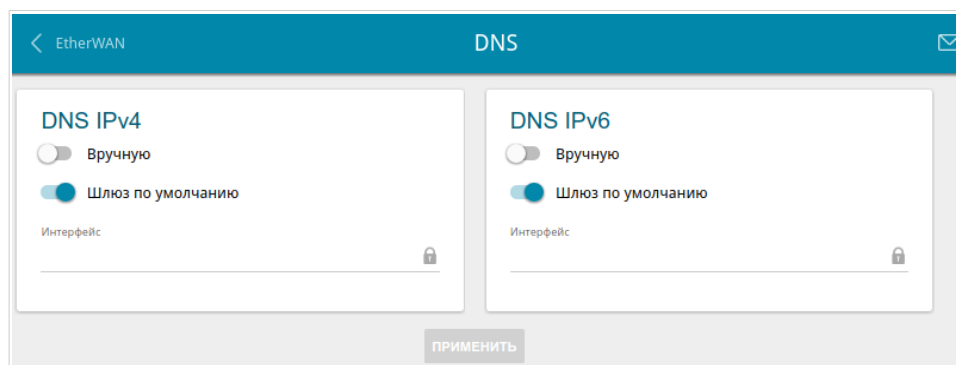 EtherWAN
DNS
DNS IPv4
Вручную
Шлюз по умолчанию
Интерфейс
DNS IPv6
Вручную
Шлюз по умолчанию
Интерфейс
ПРИМЕНИТЬ